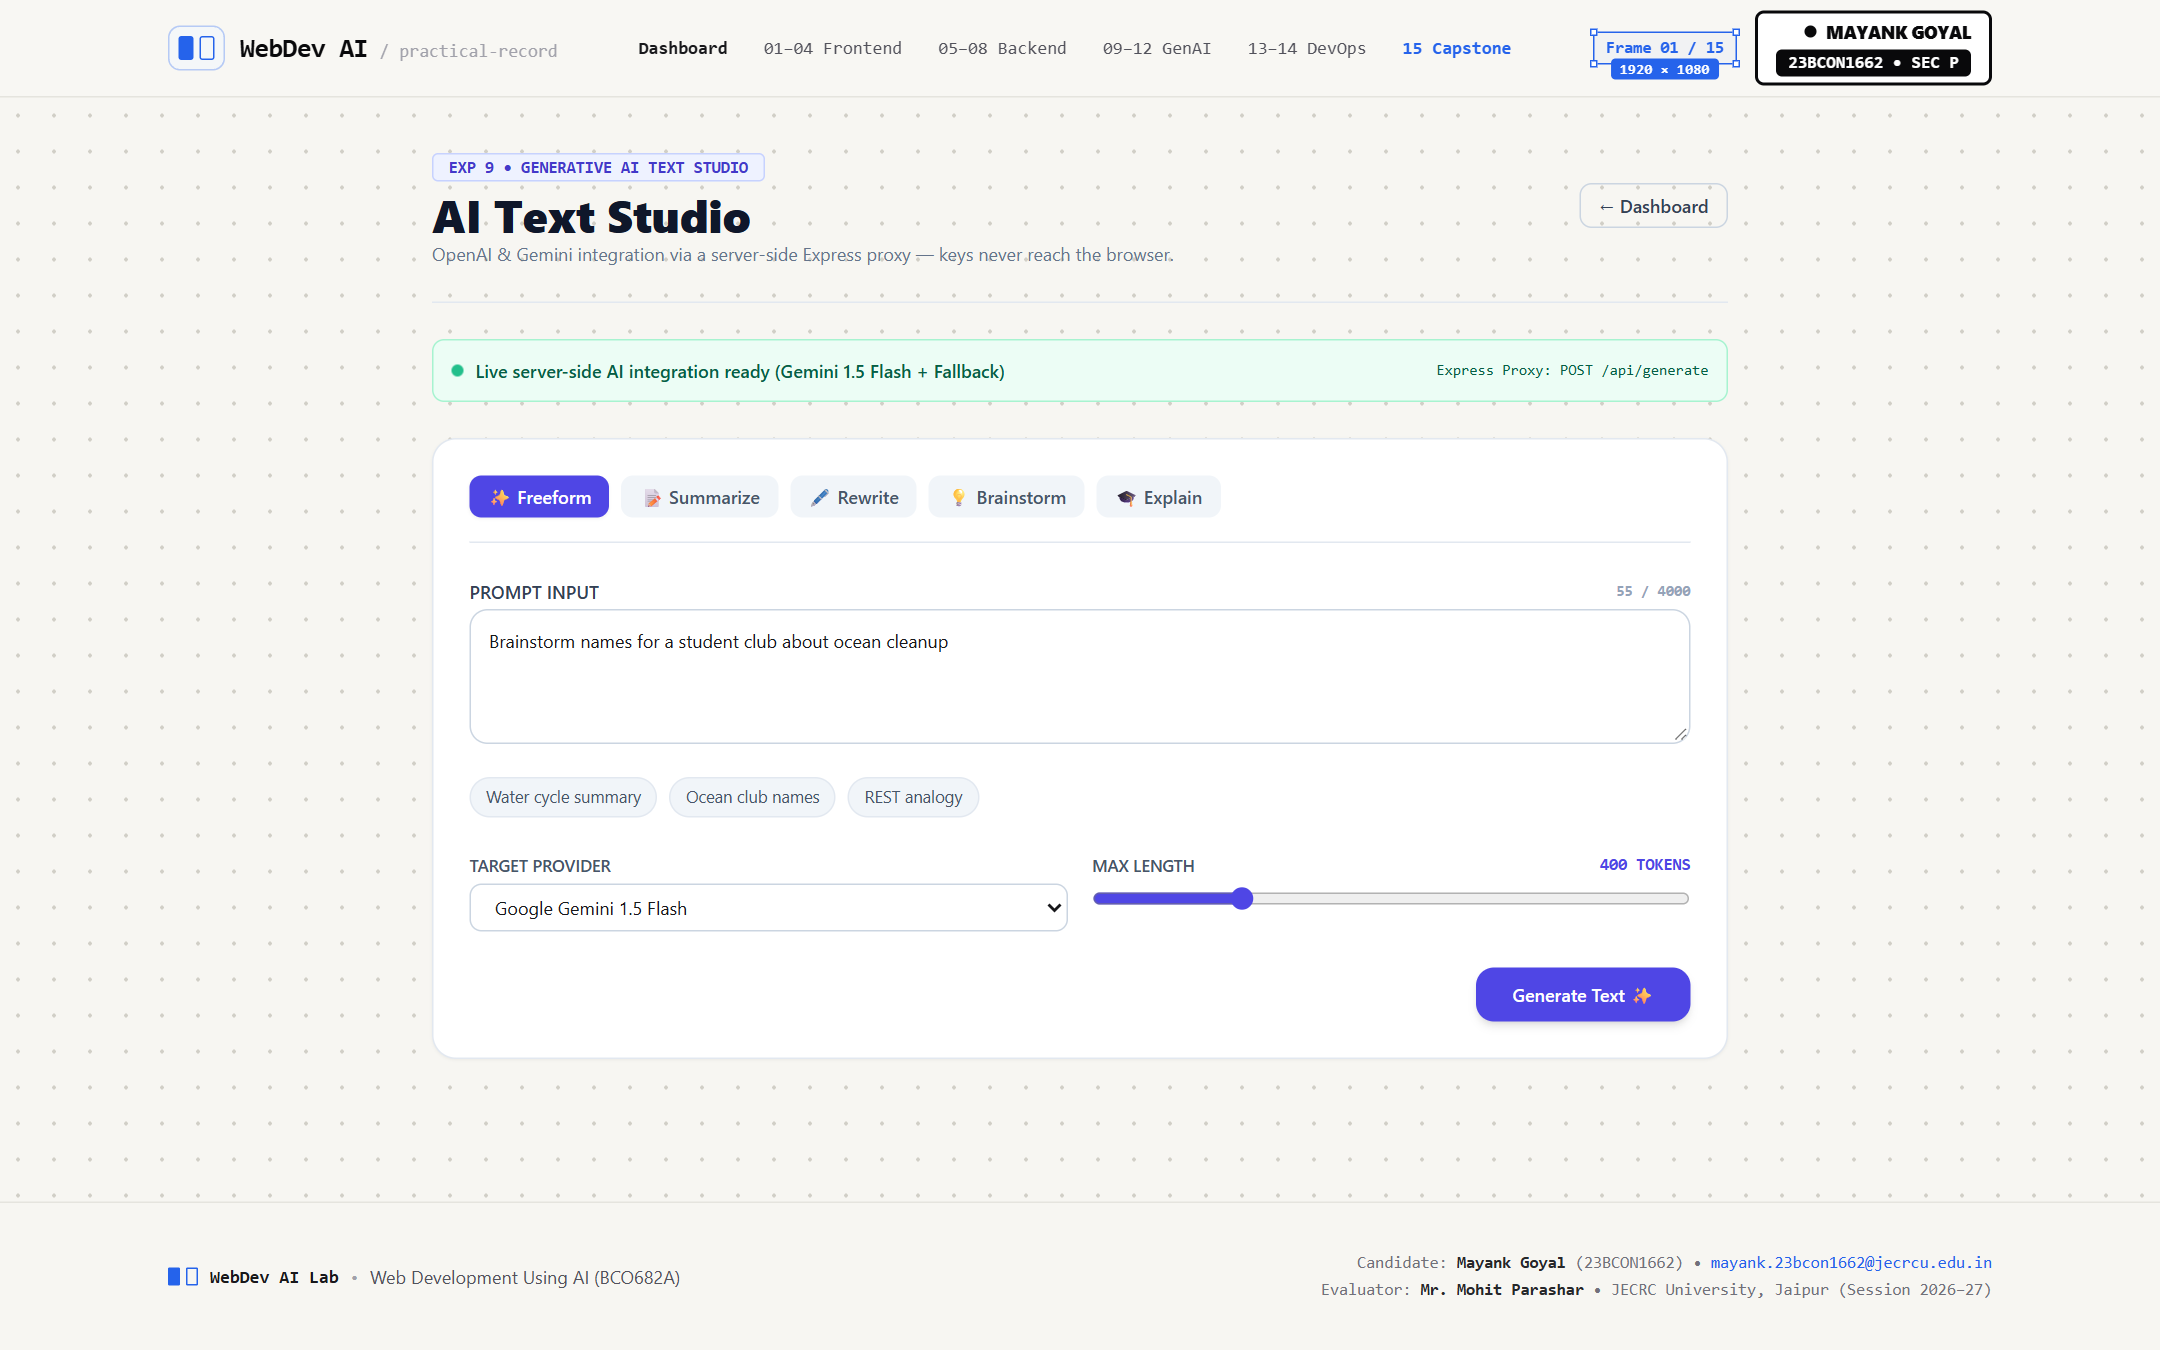 WebDev AI / practical-record
Dashboard
01–04 Frontend
05–08 Backend
09–12 GenAI
13–14 DevOps
15 Capstone
Frame 01 / 15
1920 × 1080
● MAYANK GOYAL
23BCON1662 • SEC P
EXP 9 • GENERATIVE AI TEXT STUDIO
AI Text Studio
OpenAI & Gemini integration via a server-side Express proxy — keys never reach the browser.
← Dashboard
Live server-side AI integration ready (Gemini 1.5 Flash + Fallback)
Express Proxy: POST /api/generate
✨ Freeform
📝 Summarize
🖊️ Rewrite
💡 Brainstorm
🎓 Explain
PROMPT INPUT
55 / 4000
Brainstorm names for a student club about ocean cleanup
Water cycle summary
Ocean club names
REST analogy
TARGET PROVIDER
Google Gemini 1.5 Flash
MAX LENGTH
400 TOKENS
Generate Text ✨
WebDev AI Lab • Web Development Using AI (BCO682A)
Candidate: Mayank Goyal (23BCON1662) • mayank.23bcon1662@jecrcu.edu.in
Evaluator: Mr. Mohit Parashar • JECRC University, Jaipur (Session 2026–27)